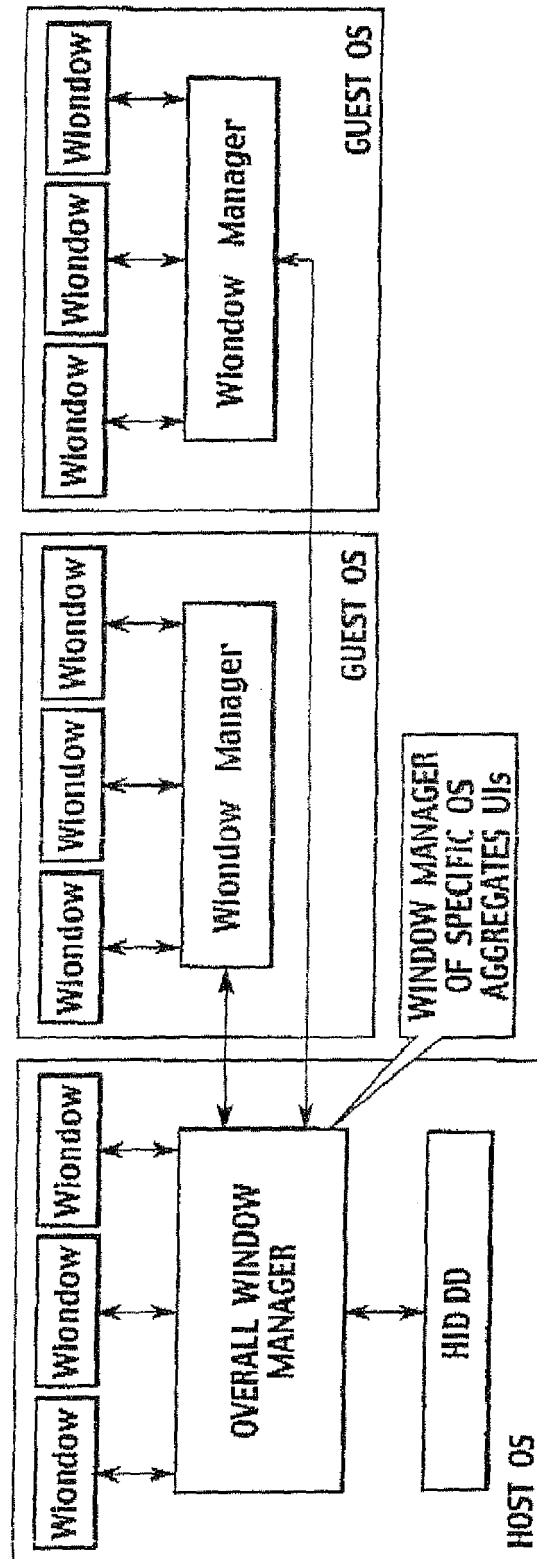 Wiondow
Wiondow
Wiondow
OVERALL WINDOW
MANAGER
HID DD
HOST OS
WINDOW MANAGER
OF SPECIFIC OS
AGGREGATES UIs
Wiondow
Wiondow
Wiondow
Wiondow Manager
GUEST OS
Wiondow
Wiondow
Wiondow
Wiondow Manager
GUEST OS